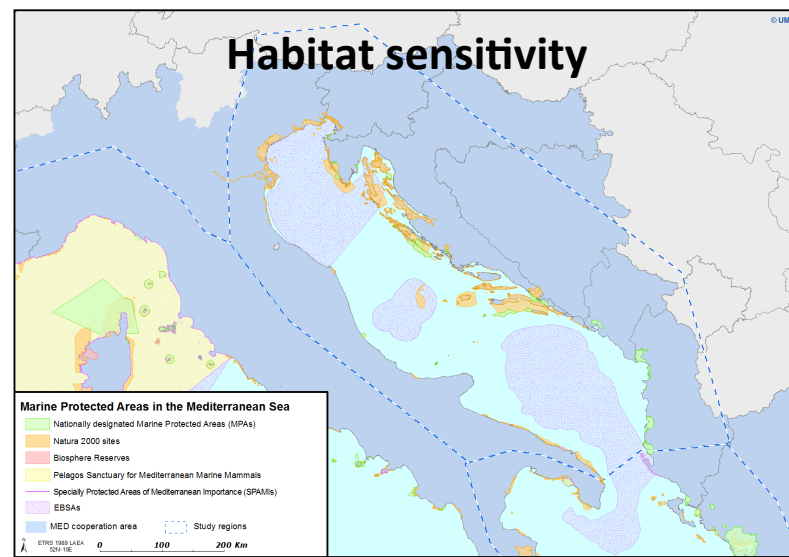 © UM
Habitat sensitivity
Marine Protected Areas in the Mediterranean Sea
Nationally designated Marine Protected Areas (MPAs)
Natura 2000 sites
Biosphere Reserves
Pelagos Sanctuary for Mediterranean Marine Mammals
Specially Protected Areas of Mediterranean Importance (SPAMIs)
EBSAs
MED cooperation area Study regions
N ETRS 1989 LAEA
52N-10E 0 100 200 Km